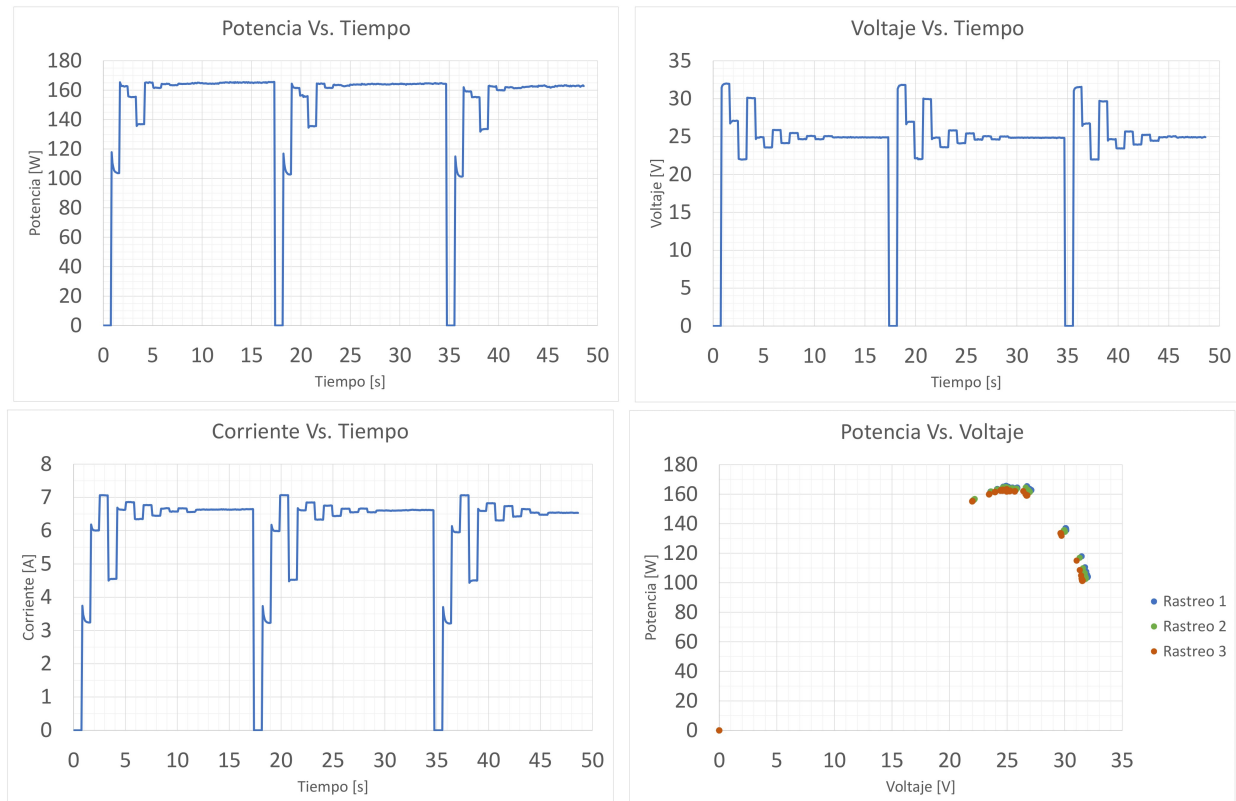 Potencia Vs. Tiempo
180
160
140
120
100
80
60
40
20
0
Potencia [W]
0 5 10 15 20 25 30 35 40 45 50
Tiempo [s]
Voltaje Vs. Tiempo
35
30
25
20
15
10
5
0
Voltaje [V]
0 5 10 15 20 25 30 35 40 45 50
Tiempo [s]
Corriente Vs. Tiempo
8
7
6
5
4
3
2
1
0
Corriente [A]
0 5 10 15 20 25 30 35 40 45 50
Tiempo [s]
Potencia Vs. Voltaje
180
160
140
120
100
80
60
40
20
0
Potencia [W]
0 5 10 15 20 25 30 35
Voltaje [V]
Rastreo 1
Rastreo 2
Rastreo 3